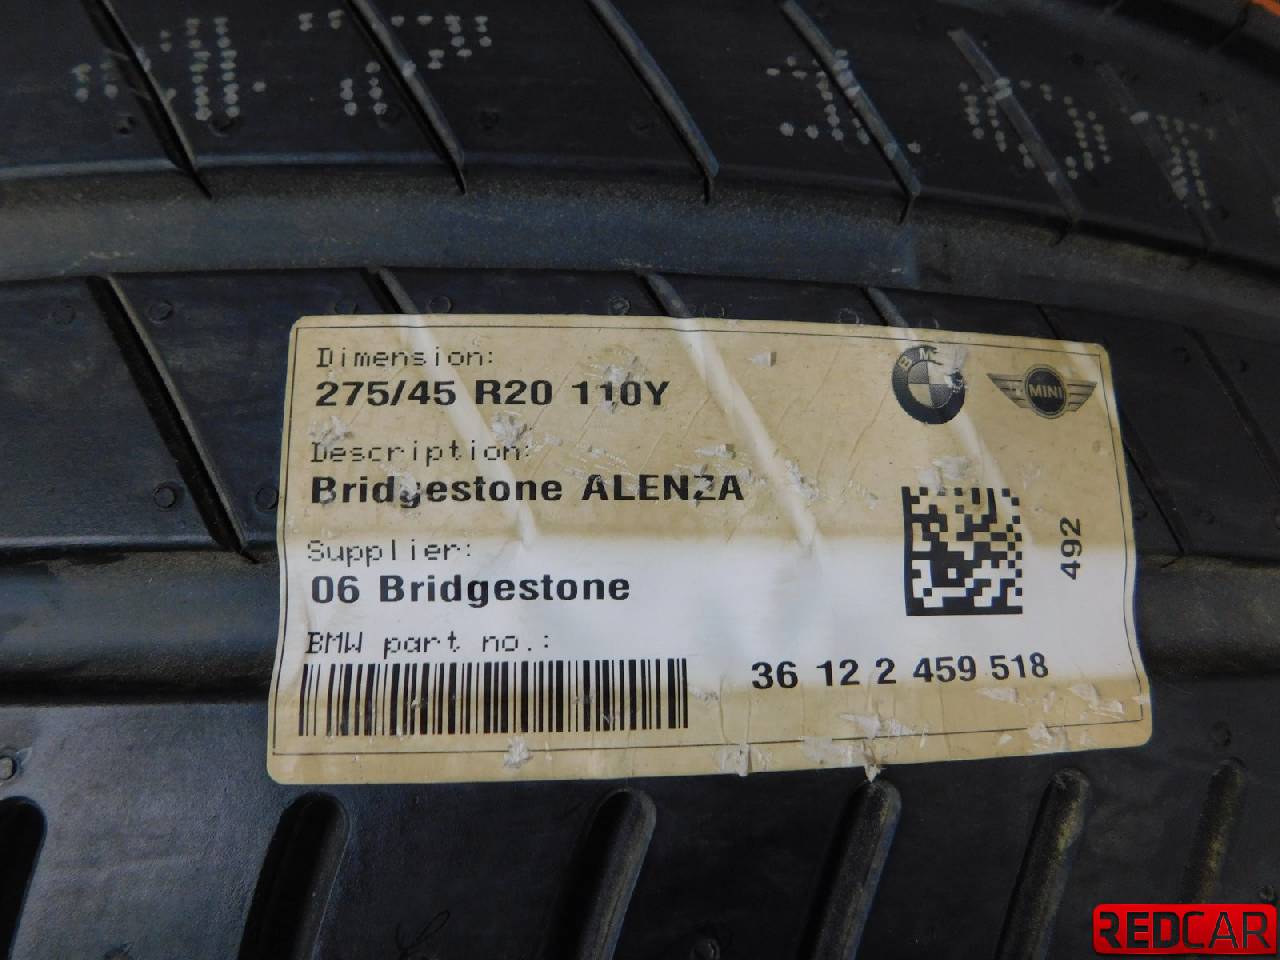 Dimension:
275/45 R20 110Y
BMW
MINI
Description:
Bridgestone ALENZA
492
Supplier:
06 Bridgestone
BMW part no.:
36 12 2 459 518
REDCAR